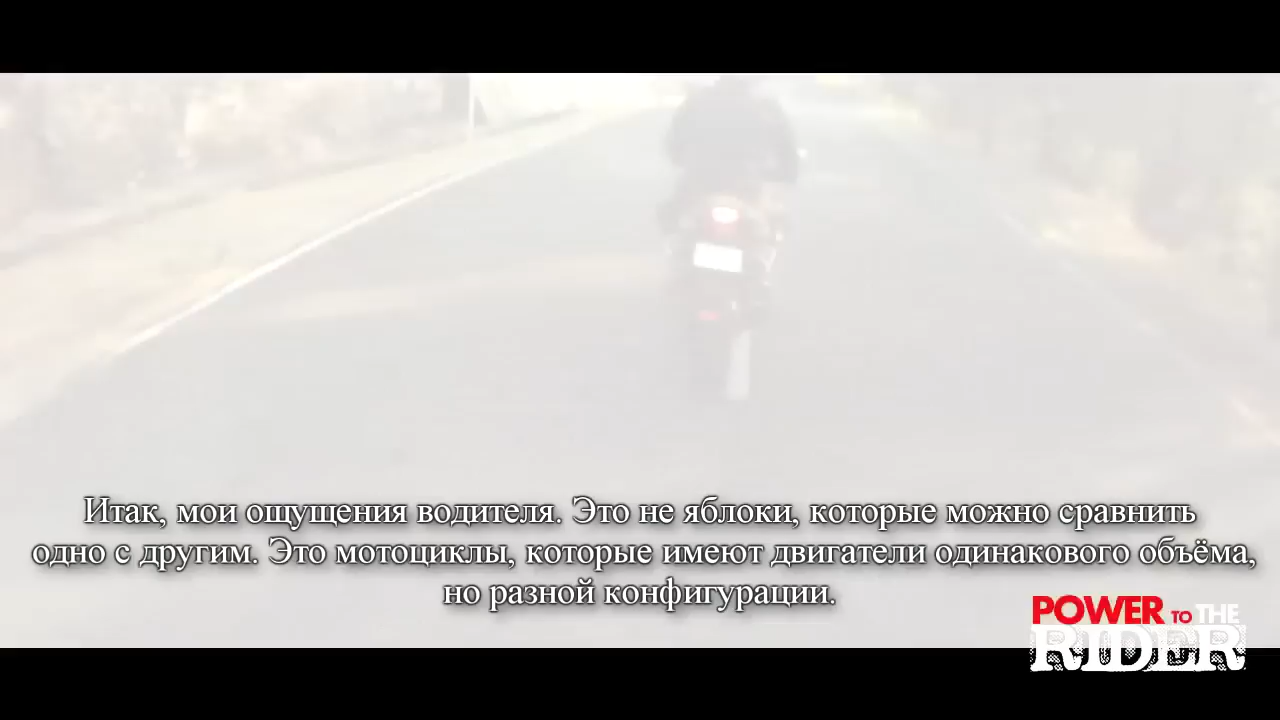 Итак, мои ощущения водителя. Это не яблоки, которые можно сравнить
одно с другим. Это мотоциклы, которые имеют двигатели одинакового объёма,
но разной конфигурации.
POWER TO THE
RIDER